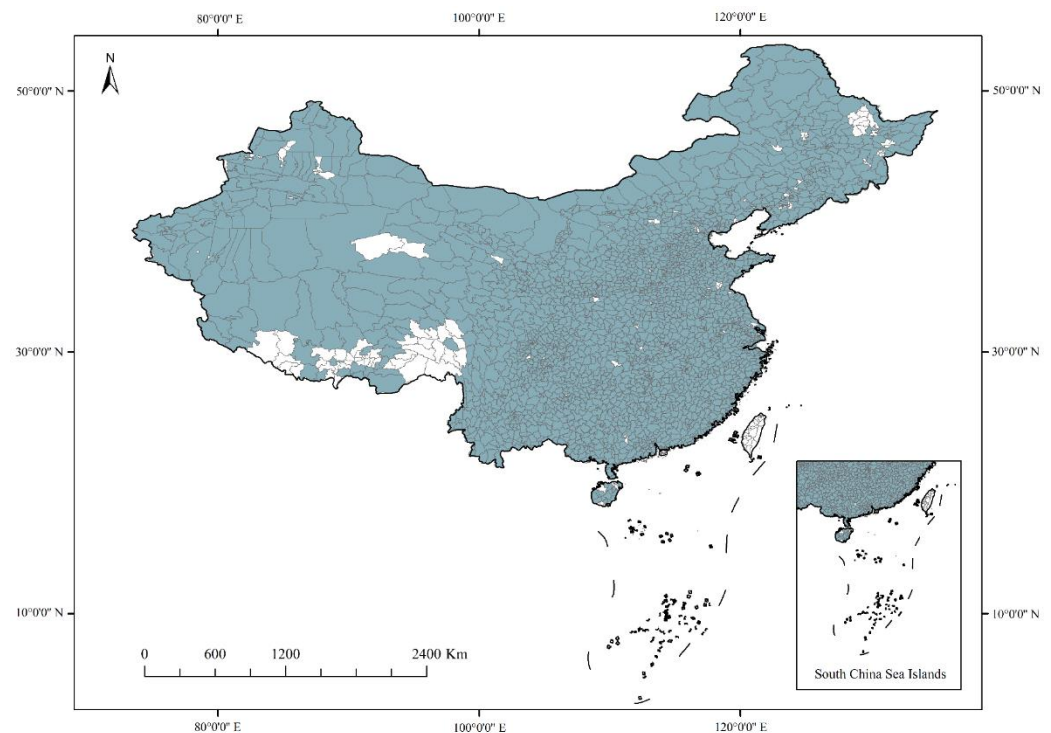 80°0'0" E 100°0'0" E 120°0'0" E
N
50°0'0" N 50°0'0" N
30°0'0" N 30°0'0" N
10°0'0" N 10°0'0" N
0 600 1200 2400 Km
South China Sea Islands
80°0'0" E 100°0'0" E 120°0'0" E